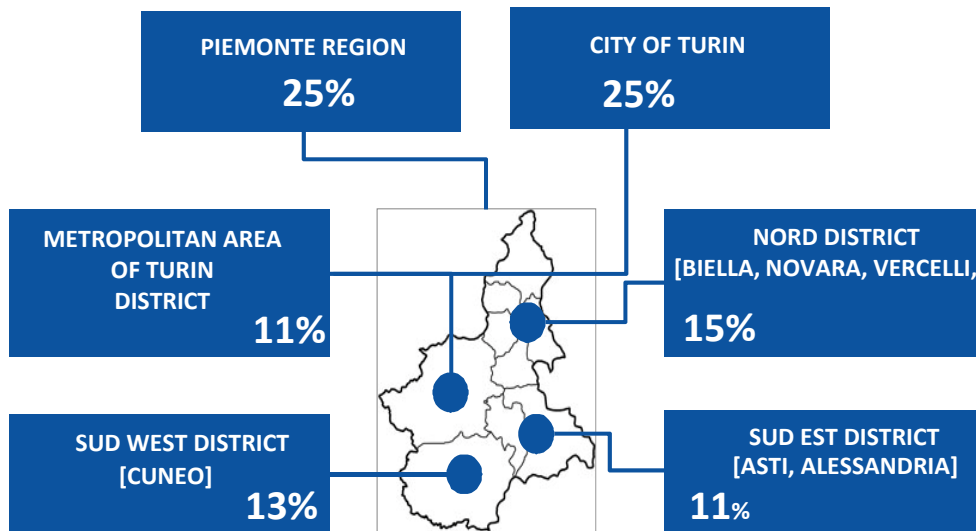 PIEMONTE REGION
25%
CITY OF TURIN
25%
METROPOLITAN AREA
OF TURIN
DISTRICT
11%
NORD DISTRICT
[BIELLA, NOVARA, VERCELLI,
15%
SUD WEST DISTRICT
[CUNEO]
13%
SUD EST DISTRICT
[ASTI, ALESSANDRIA]
11%